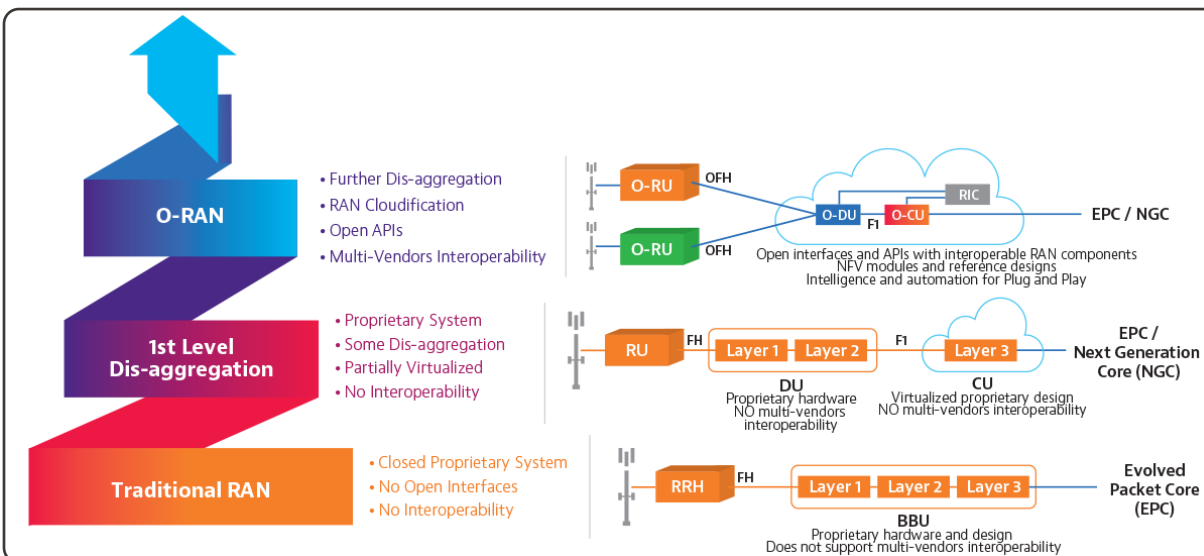 O-RAN
• Further Dis-aggregation
• RAN Cloudification
• Open APIs
• Multi-Vendors Interoperability
O-RU
OFH
O-RU
OFH
RIC
O-DU
F1
O-CU
EPC / NGC
Open interfaces and APIs with interoperable RAN components
NFV modules and reference designs
Intelligence and automation for Plug and Play
1st Level
Dis-aggregation
• Proprietary System
• Some Dis-aggregation
• Partially Virtualized
• No Interoperability
RU
FH
Layer 1
Layer 2
F1
Layer 3
EPC /
Next Generation
Core (NGC)
DU
Proprietary hardware
NO multi-vendors
interoperability
CU
Virtualized proprietary design
NO multi-vendors interoperability
Traditional RAN
• Closed Proprietary System
• No Open Interfaces
• No Interoperability
RRH
FH
Layer 1
Layer 2
Layer 3
Evolved
Packet Core
(EPC)
BBU
Proprietary hardware and design
Does not support multi-vendors interoperability